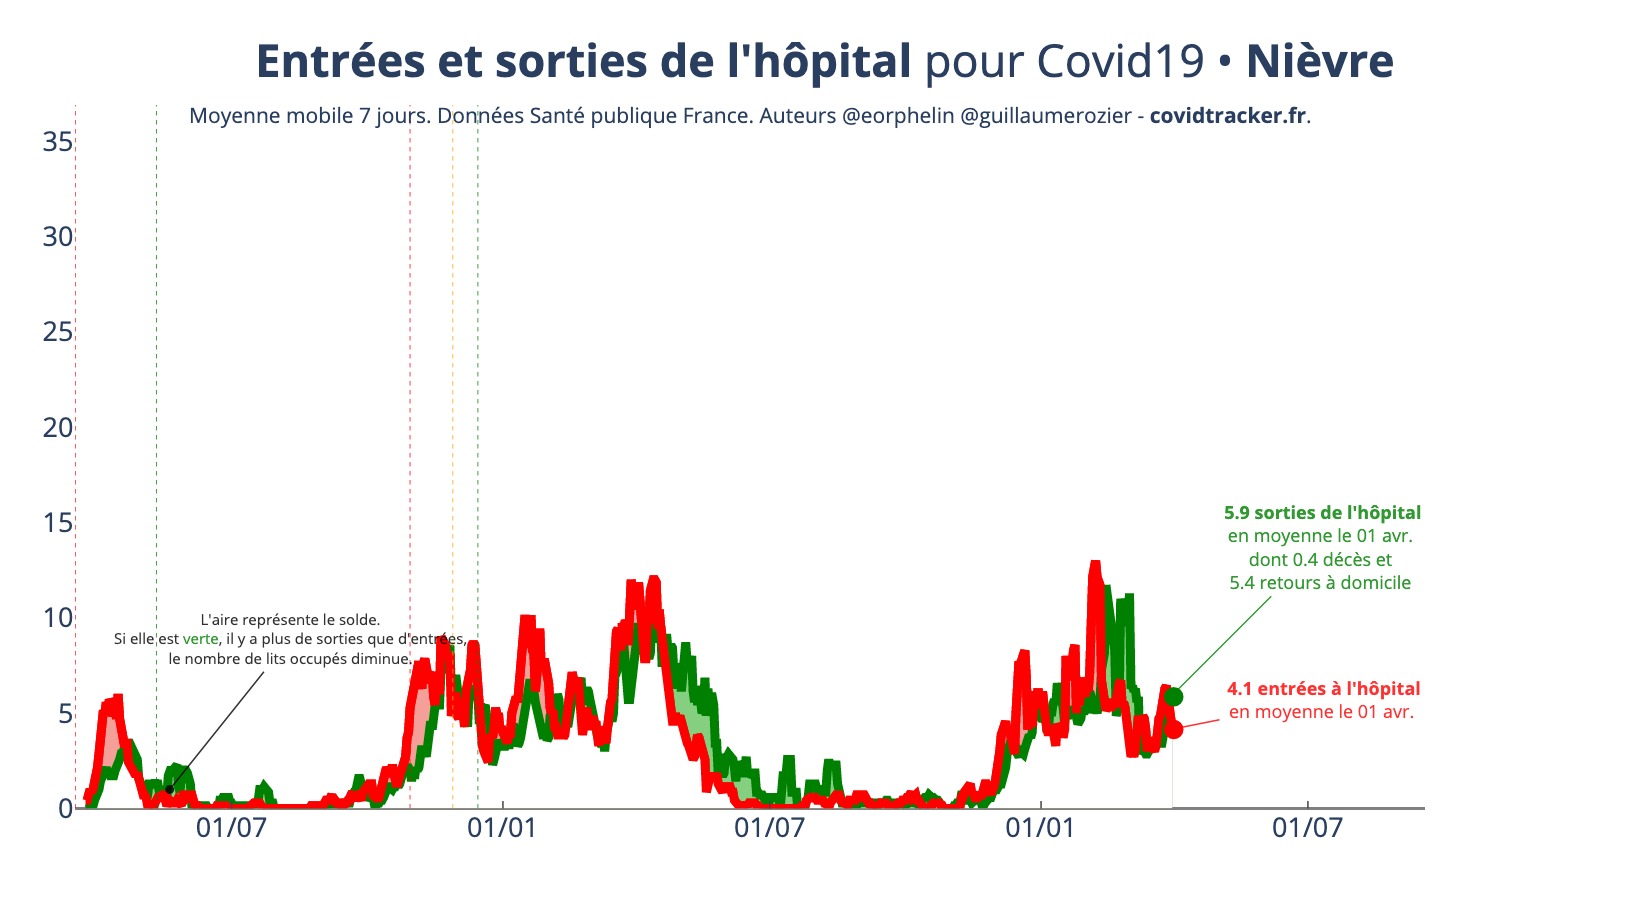 Entrées et sorties de l'hôpital pour Covid19 • Nièvre
Moyenne mobile 7 jours. Données Santé publique France. Auteurs @eorphelin @guillaumerozier - covidtracker.fr.
35
30
25
20
15
10
5
0
L'aire représente le solde.
Si elle est verte, il y a plus de sorties que d'entrées,
le nombre de lits occupés diminue.
5.9 sorties de l'hôpital
en moyenne le 01 avr.
dont 0.4 décès et
5.4 retours à domicile
4.1 entrées à l'hôpital
en moyenne le 01 avr.
01/07
01/01
01/07
01/01
01/07